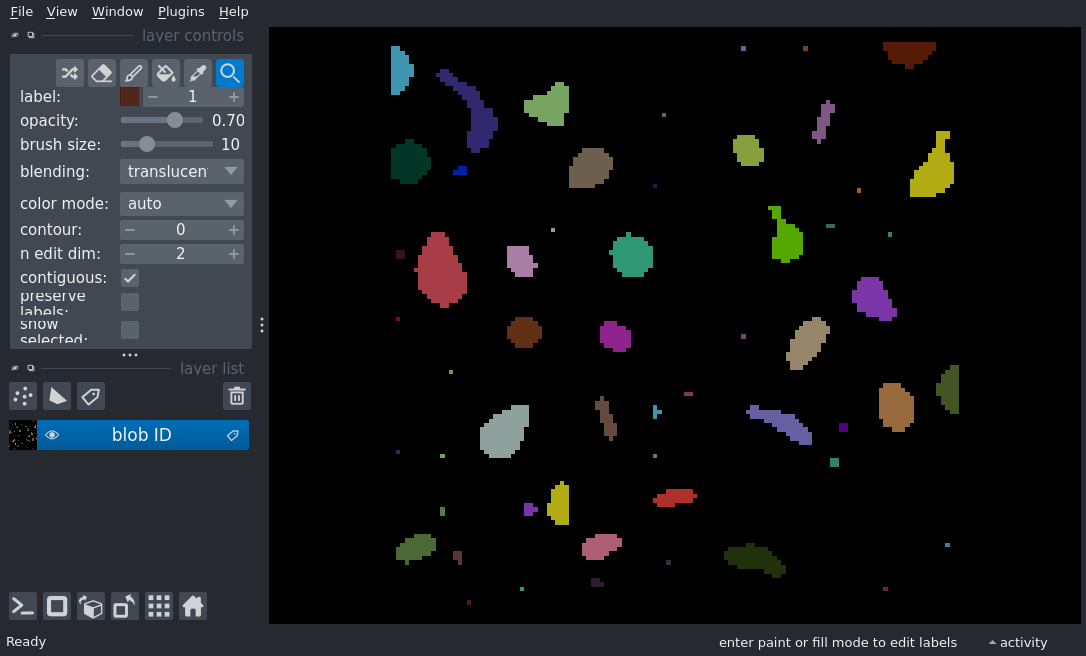 File View Window Plugins Help
layer controls
label: 1
opacity: 0.70
brush size: 10
blending: translucen
color mode: auto
contour: 0
n edit dim: 2
contiguous:
preserve
labels:
show
selected:
layer list
blob ID
Ready
enter paint or fill mode to edit labels
activity